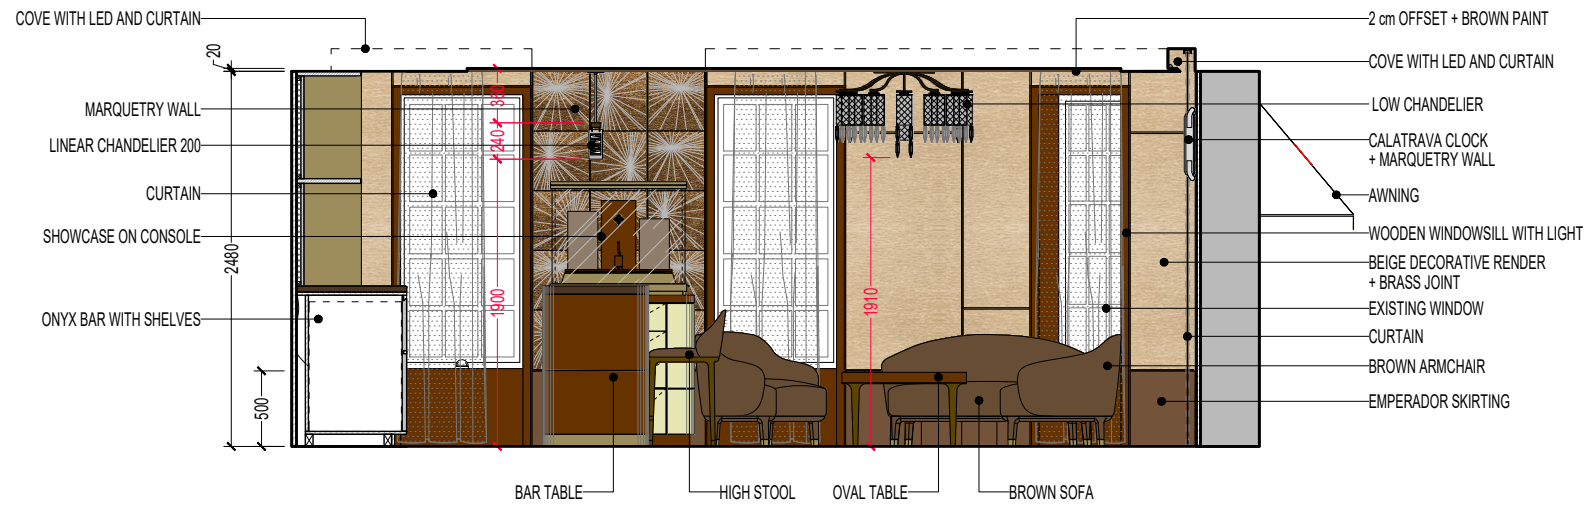 COVE WITH LED AND CURTAIN
20
MARQUETRY WALL
LINEAR CHANDELIER 200
CURTAIN
SHOWCASE ON CONSOLE
2480
ONYX BAR WITH SHELVES
500
360
240
1900
1910
2 cm OFFSET + BROWN PAINT
COVE WITH LED AND CURTAIN
LOW CHANDELIER
CALATRAVA CLOCK
+ MARQUETRY WALL
AWNING
WOODEN WINDOWSILL WITH LIGHT
BEIGE DECORATIVE RENDER
+ BRASS JOINT
EXISTING WINDOW
CURTAIN
BROWN ARMCHAIR
EMPERADOR SKIRTING
BAR TABLE
HIGH STOOL
OVAL TABLE
BROWN SOFA